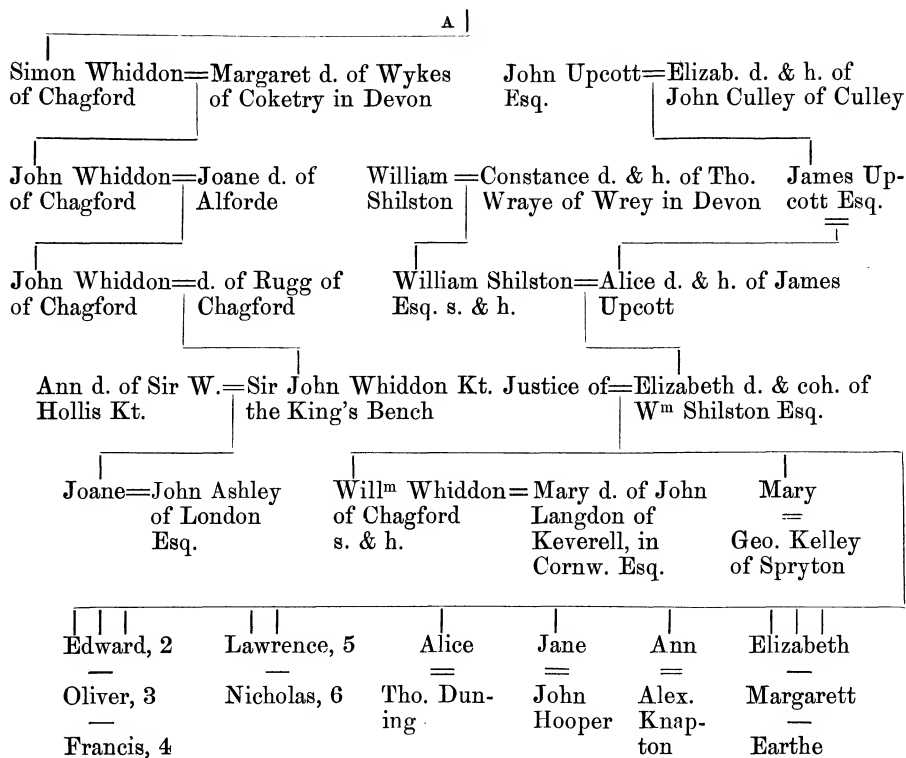 A
Simon Whiddon=Margaret d. of Wykes
of Chagford of Coketry in Devon
John Upcott=Elizab. d. & h. of
Esq. John Culley of Culley
John Whiddon=Joane d. of
of Chagford Alforde
William=Constance d. & h. of Tho.
Shilston Wraye of Wrey in Devon
James Up-
cott Esq.
=
John Whiddon=d. of Rugg of
of Chagford Chagford
William Shilston=Alice d. & h. of James
Esq. s. & h. Upcott
Ann d. of Sir W.=Sir John Whiddon Kt. Justice of=Elizabeth d. & coh. of
Hollis Kt. the King's Bench Wm Shilston Esq.
Joane=John Ashley
of London
Esq.
Willm Whiddon=Mary d. of John
of Chagford Langdon of
s. & h. Keverell, in
Cornw. Esq.
Mary
=
Geo. Kelley
of Spryton
Edward, 2
—
Oliver, 3
—
Francis, 4
Lawrence, 5
—
Nicholas, 6
Alice
=
Tho. Dun-
ing
Jane
=
John
Hooper
Ann
=
Alex.
Knap-
ton
Elizabeth
—
Margarett
—
Earthe